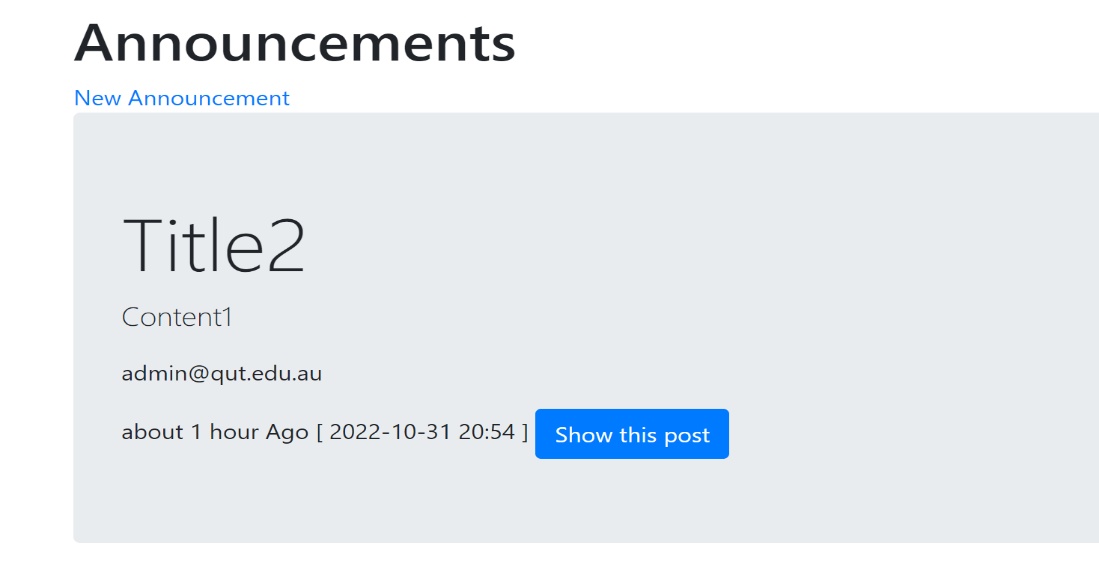 Announcements
New Announcement
Title2
Content1
admin@qut.edu.au
about 1 hour Ago [ 2022-10-31 20:54 ] Show this post